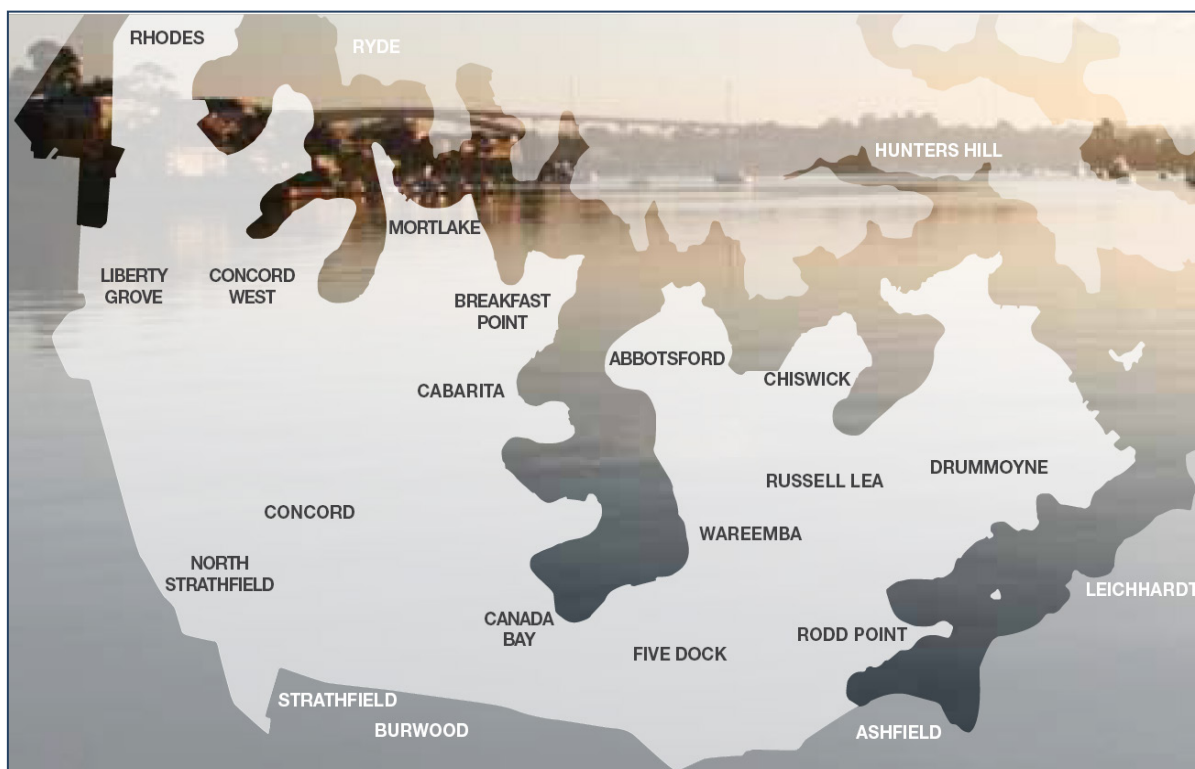 RHODES
RYDE
HUNTERS HILL
MORTLAKE
LIBERTY
GROVE
CONCORD
WEST
BREAKFAST
POINT
ABBOTSFORD
CHISWICK
CABARITA
DRUMMOYNE
RUSSELL LEA
CONCORD
WAREEMBA
NORTH
STRATHFIELD
LEICHHARDT
CANADA
BAY
RODD POINT
FIVE DOCK
STRATHFIELD
BURWOOD
ASHFIELD